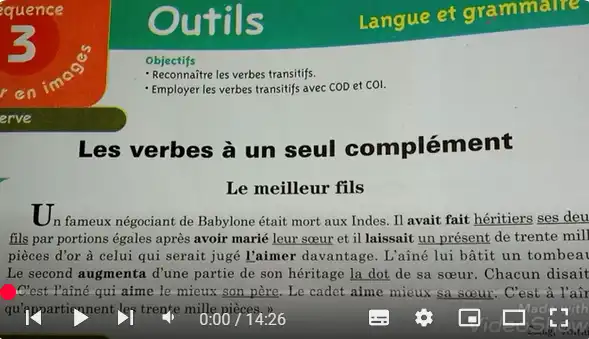 équence
3
r en images
Outils
Langue et grammaire
Objectifs
• Reconnaître les verbes transitifs.
• Employer les verbes transitifs avec COD et COI.
erve
Les verbes à un seul complément
Le meilleur fils
Un fameux négociant de Babylone était mort aux Indes. Il avait fait héritiers ses deu
fils par portions égales après avoir marié leur sœur et il laissait un présent de trente mill
pièces d'or à celui qui serait jugé l'aimer davantage. L'aîné lui bâtit un tombeau
Le second augmenta d'une partie de son héritage la dot de sa sœur. Chacun disait
C'est l'aîné qui aime le mieux son père. Le cadet aime mieux sa sœur. C'est à l'aîn
qu'appartiennent les trente mille pièces. »
Made with
VideoShow
0:00 / 14:26